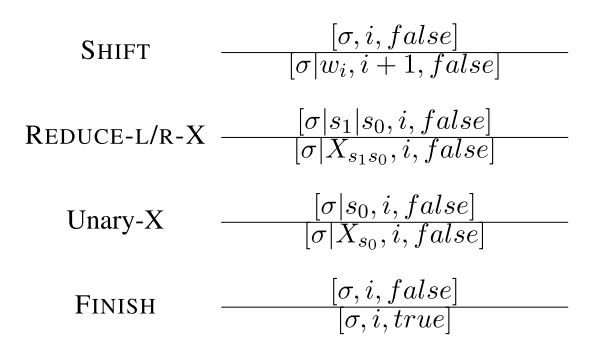 SHIFT [σ, i, false]
[σ|w_i, i + 1, false]
REDUCE-L/R-X [σ|s_1|s_0, i, false]
[σ|X_{s_1 s_0}, i, false]
Unary-X [σ|s_0, i, false]
[σ|X_{s_0}, i, false]
FINISH [σ, i, false]
[σ, i, true]